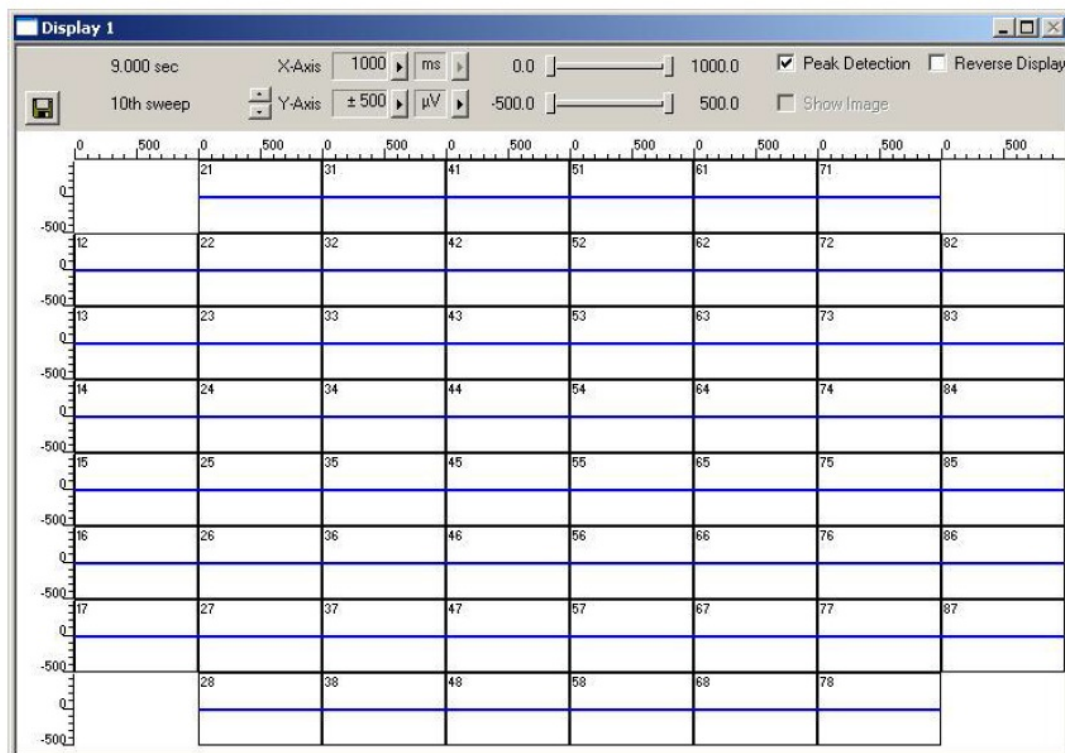 Display 1
9.000 sec X-Axis 1000 ms 0.0 1000.0 Peak Detection Reverse Display
10th sweep Y-Axis ± 500 µV -500.0 500.0 Show Image
0 500 0 500 0 500 0 500 0 500 0 500 0 500 0 500
21 31 41 51 61 71
0
-500
12 22 32 42 52 62 72 82
0
-500
13 23 33 43 53 63 73 83
0
-500
14 24 34 44 54 64 74 84
0
-500
15 25 35 45 55 65 75 85
0
-500
16 26 36 46 56 66 76 86
0
-500
17 27 37 47 57 67 77 87
0
-500
28 38 48 58 68 78
0
-500